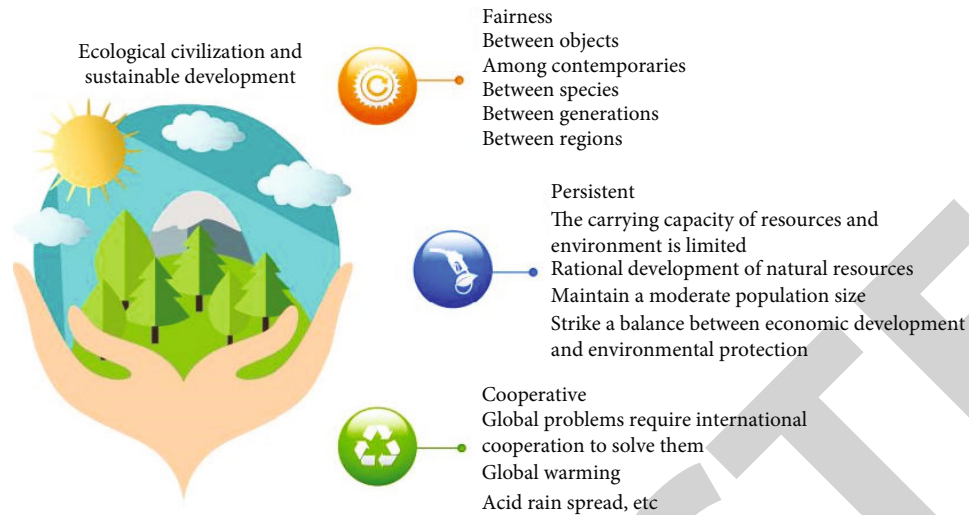 Ecological civilization and
sustainable development
Fairness
Between objects
Among contemporaries
Between species
Between generations
Between regions
Persistent
The carrying capacity of resources and
environment is limited
Rational development of natural resources
Maintain a moderate population size
Strike a balance between economic development
and environmental protection
Cooperative
Global problems require international
cooperation to solve them
Global warming
Acid rain spread, etc